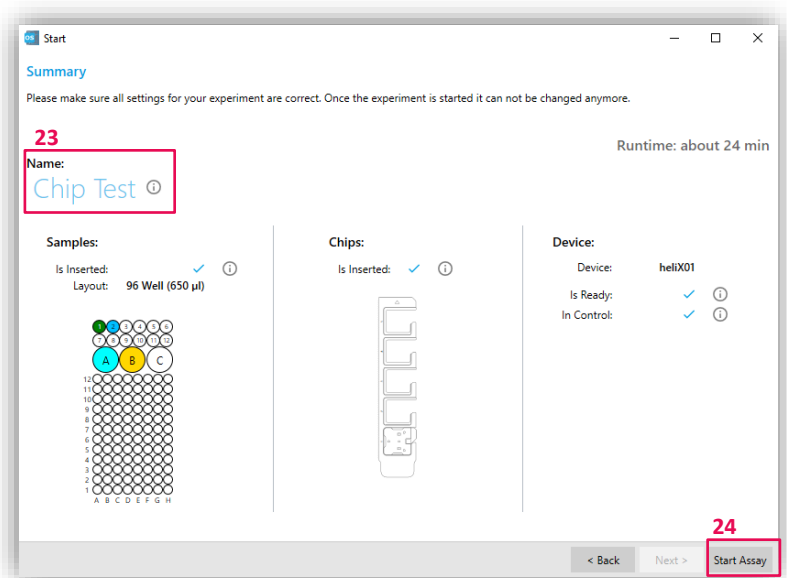 os Start
Summary
Please make sure all settings for your experiment are correct. Once the experiment is started it can not be changed anymore.
23
Runtime: about 24 min
Name:
Chip Test
Samples:
Is Inserted:
Layout: 96 Well (650 µl)
1 2 3 4 5 6
7 8 9 10 11 12
A B C
12
11
10
9
8
7
6
5
4
3
2
1
A B C D E F G H
Chips:
Is Inserted:
Device:
Device: heliX01
Is Ready:
In Control:
24
< Back Next > Start Assay